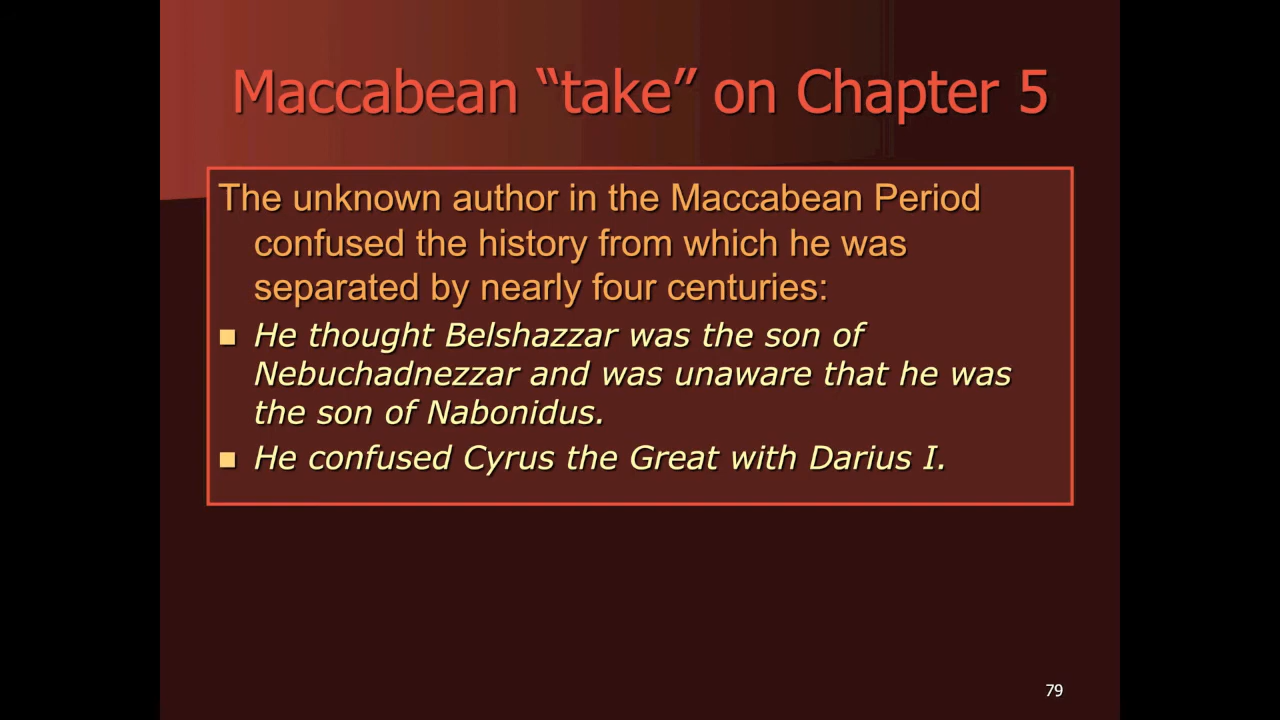 Maccabean “take” on Chapter 5
The unknown author in the Maccabean Period
confused the history from which he was
separated by nearly four centuries:
He thought Belshazzar was the son of
Nebuchadnezzar and was unaware that he was
the son of Nabonidus.
He confused Cyrus the Great with Darius I.
79